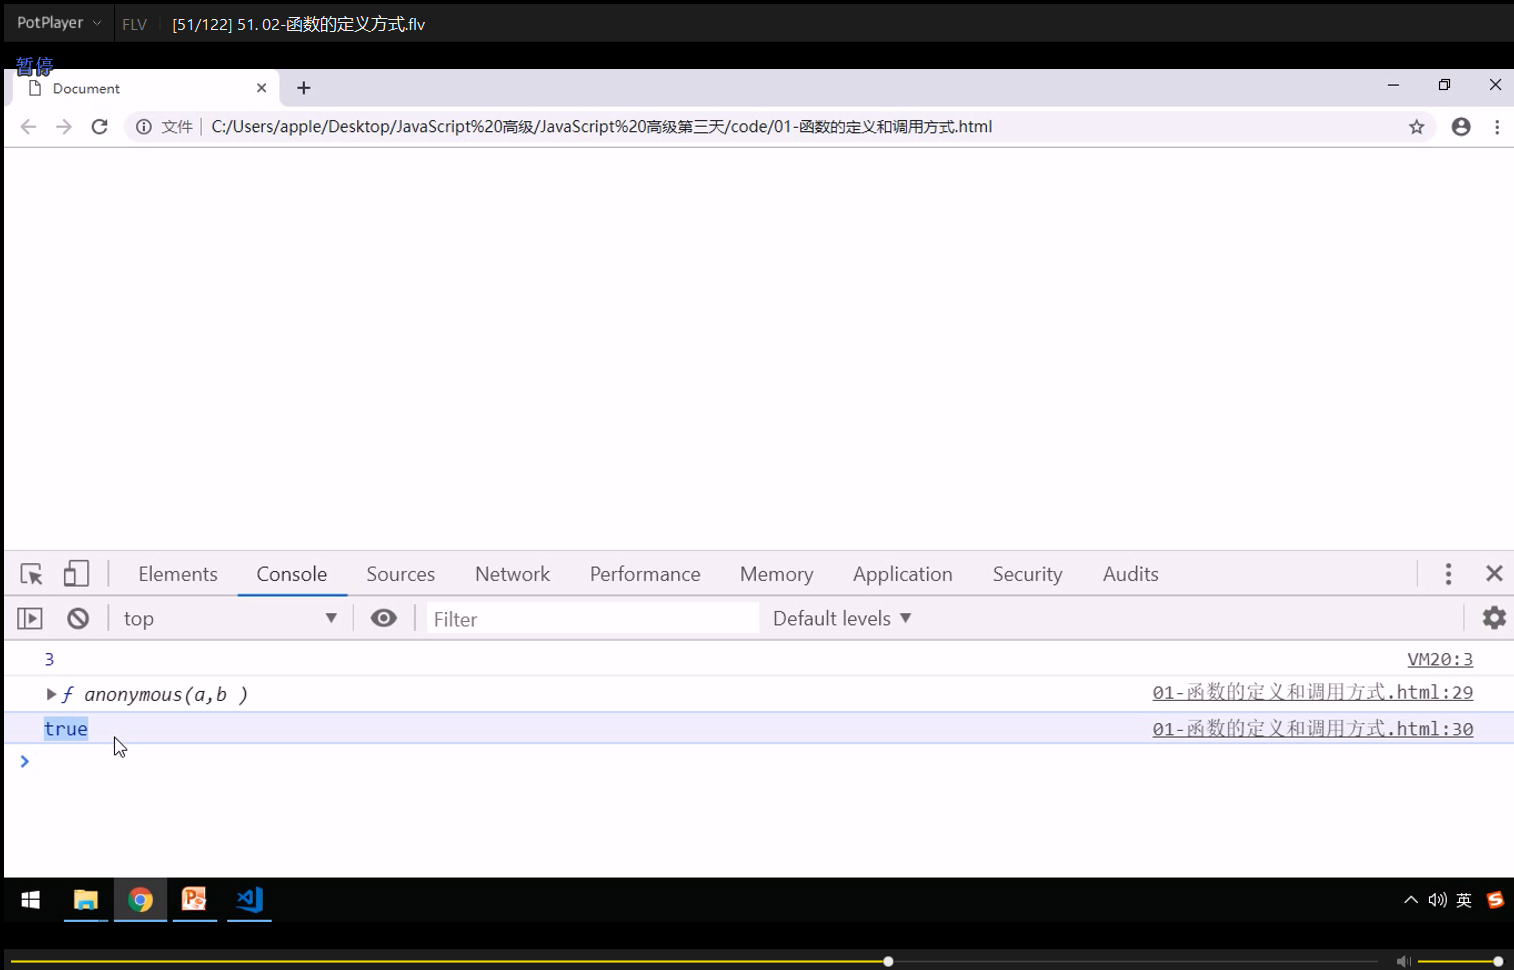 PotPlayer FLV [51/122] 51. 02-函数的定义方式.flv
暂停
Document
文件 C:/Users/apple/Desktop/JavaScript%20高级/JavaScript%20高级第三天/code/01-函数的定义和调用方式.html
Elements Console Sources Network Performance Memory Application Security Audits
top Filter Default levels
3 VM20:3
f anonymous(a,b ) 01-函数的定义和调用方式.html:29
true 01-函数的定义和调用方式.html:30
英